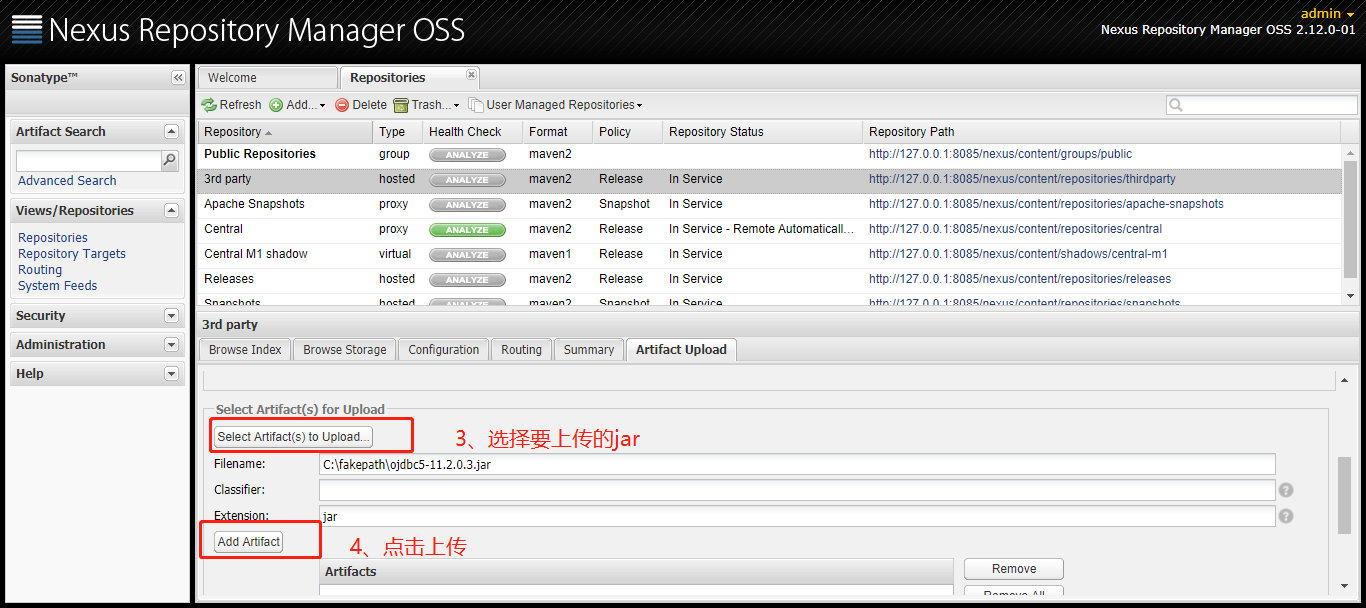 Nexus Repository Manager OSS
admin
Nexus Repository Manager OSS 2.12.0-01
Sonatype™
Artifact Search
Advanced Search
Views/Repositories
Repositories
Repository Targets
Routing
System Feeds
Security
Administration
Help
Welcome
Repositories
Refresh Add... Delete Trash... User Managed Repositories
Repository Type Health Check Format Policy Repository Status Repository Path
Public Repositories group ANALYZE maven2 http://127.0.0.1:8085/nexus/content/groups/public
3rd party hosted ANALYZE maven2 Release In Service http://127.0.0.1:8085/nexus/content/repositories/thirdparty
Apache Snapshots proxy ANALYZE maven2 Snapshot In Service http://127.0.0.1:8085/nexus/content/repositories/apache-snapshots
Central proxy ANALYZE maven2 Release In Service - Remote Automaticall... http://127.0.0.1:8085/nexus/content/repositories/central
Central M1 shadow virtual ANALYZE maven1 Release In Service http://127.0.0.1:8085/nexus/content/shadows/central-m1
Releases hosted ANALYZE maven2 Release In Service http://127.0.0.1:8085/nexus/content/repositories/releases
Snapshots hosted ANALYZE maven2 Snapshot In Service http://127.0.0.1:8085/nexus/content/repositories/snapshots
3rd party
Browse Index Browse Storage Configuration Routing Summary Artifact Upload
Select Artifact(s) for Upload
Select Artifact(s) to Upload... 3、选择要上传的jar
Filename: C:\fakepath\ojdbc5-11.2.0.3.jar
Classifier:
Extension: jar
Add Artifact 4、点击上传
Artifacts
Remove
Remove All